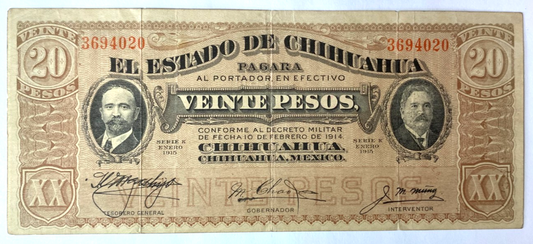 VEINTE VEINTE
3694020 3694020
20 20
EL ESTADO DE CHIHUAHUA
PESOS PESOS
PAGARA
AL PORTADOR, EN EFECTIVO
VEINTE PESOS,
CONFORME AL DECRETO MILITAR
DE FECHA 10 DE FEBRERO DE 1914.
SERIE X SERIE X
ENERO ENERO
1915 1915
CHIHUAHUA,
CHIHUAHUA, MEXICO.
XX VEINTE PESOS XX
TESORERO GENERAL GOBERNADOR INTERVENTOR